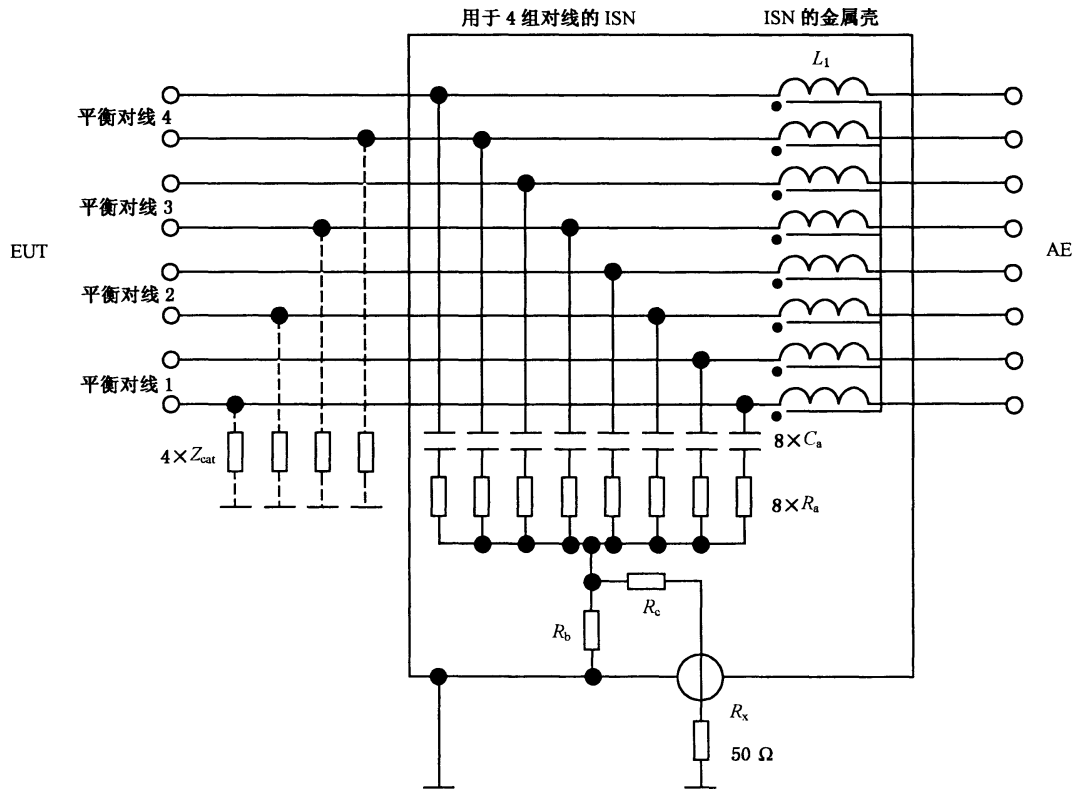 用于 4 组对线的 ISN
ISN 的金属壳
L₁
平衡对线 4
平衡对线 3
EUT
AE
平衡对线 2
平衡对线 1
4×Zcat
8×Ca
8×Ra
Rc
Rb
Rx
50 Ω